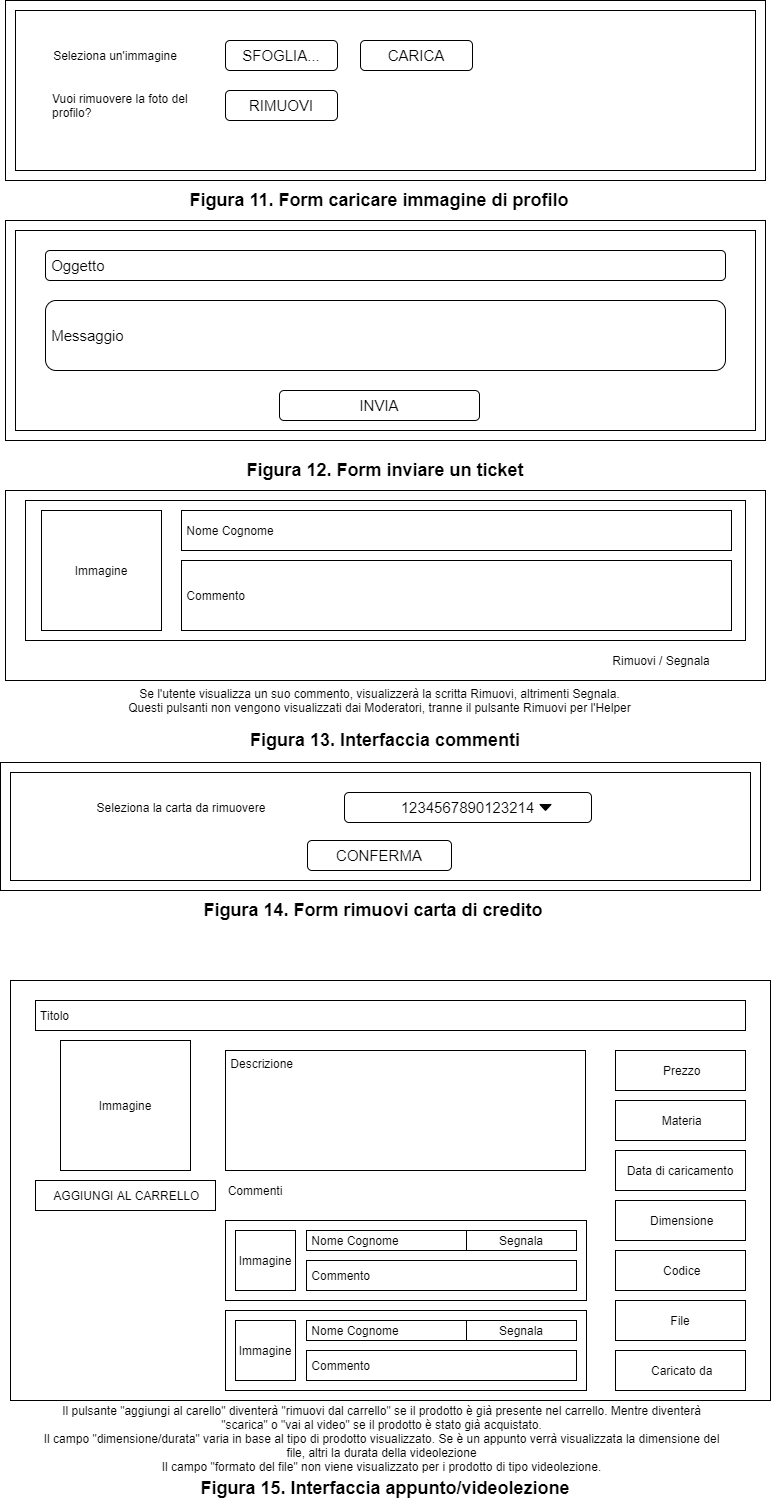 Seleziona un'immagine
SFOGLIA...
CARICA
Vuoi rimuovere la foto del
profilo?
RIMUOVI
Figura 11. Form caricare immagine di profilo
Oggetto
Messaggio
INVIA
Figura 12. Form inviare un ticket
Immagine
Nome Cognome
Commento
Rimuovi / Segnala
Se l'utente visualizza un suo commento, visualizzerà la scritta Rimuovi, altrimenti Segnala.
Questi pulsanti non vengono visualizzati dai Moderatori, tranne il pulsante Rimuovi per l'Helper
Figura 13. Interfaccia commenti
Seleziona la carta da rimuovere
1234567890123214
CONFERMA
Figura 14. Form rimuovi carta di credito
Titolo
Immagine
AGGIUNGI AL CARRELLO
Descrizione
Commenti
Immagine
Nome Cognome
Segnala
Commento
Immagine
Nome Cognome
Segnala
Commento
Prezzo
Materia
Data di caricamento
Dimensione
Codice
File
Caricato da
Il pulsante "aggiungi al carello" diventerà "rimuovi dal carrello" se il prodotto è già presente nel carrello. Mentre diventerà
"scarica" o "vai al video" se il prodotto è stato già acquistato.
Il campo "dimensione/durata" varia in base al tipo di prodotto visualizzato. Se è un appunto verrà visualizzata la dimensione del
file, altri la durata della videolezione
Il campo "formato del file" non viene visualizzato per i prodotto di tipo videolezione.
Figura 15. Interfaccia appunto/videolezione